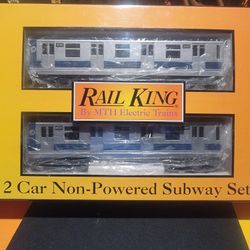 RAIL KING
By MTH Electric Trains
2 Car Non-Powered Subway Set